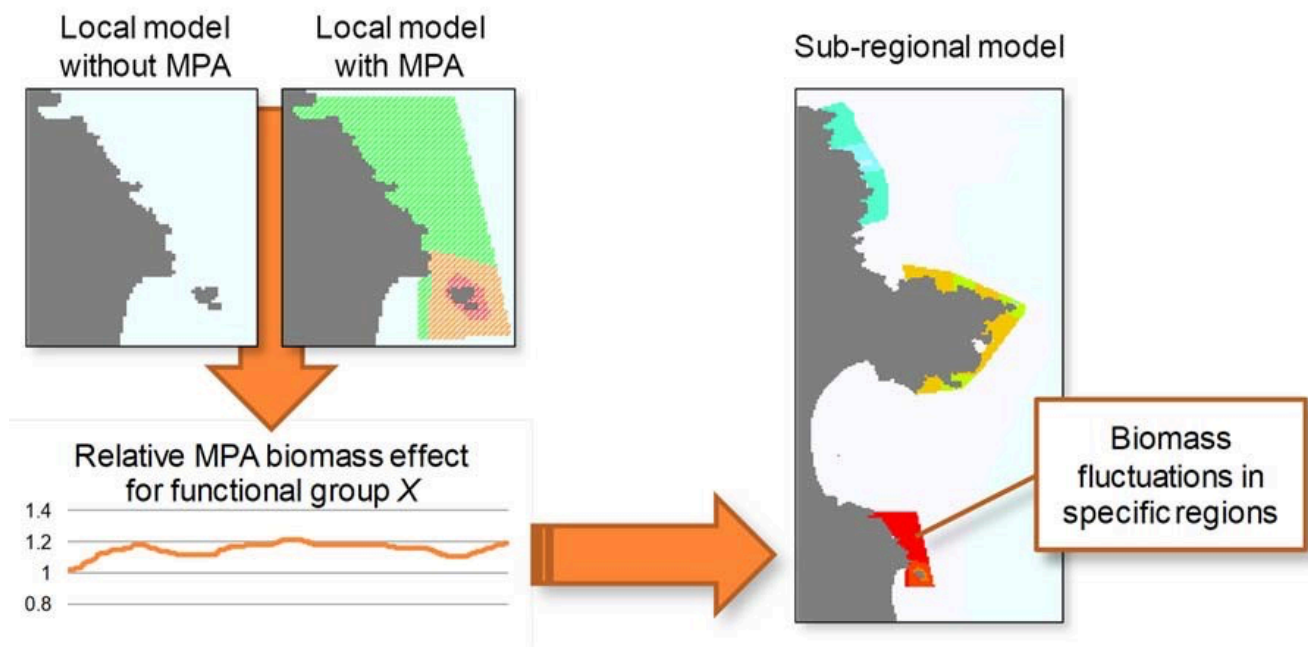 Local model
without MPA
Local model
with MPA
Sub-regional model
Relative MPA biomass effect
for functional group X
1.4
1.2
1
0.8
Biomass
fluctuations in
specific regions